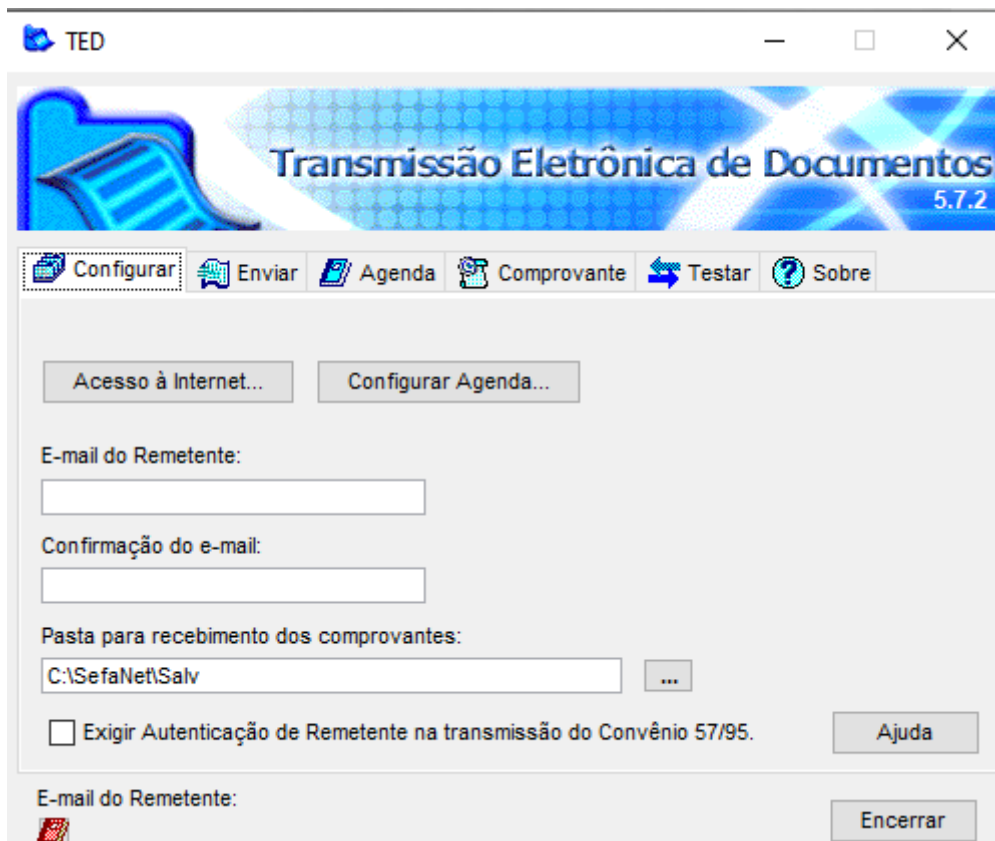 TED
Transmissão Eletrônica de Documentos
5.7.2
Configurar Enviar Agenda Comprovante Testar Sobre
Acesso à Internet... Configurar Agenda...
E-mail do Remetente:
Confirmação do e-mail:
Pasta para recebimento dos comprovantes:
C:\SefaNet\Salv ...
Exigir Autenticação de Remetente na transmissão do Convênio 57/95. Ajuda
E-mail do Remetente:
Encerrar